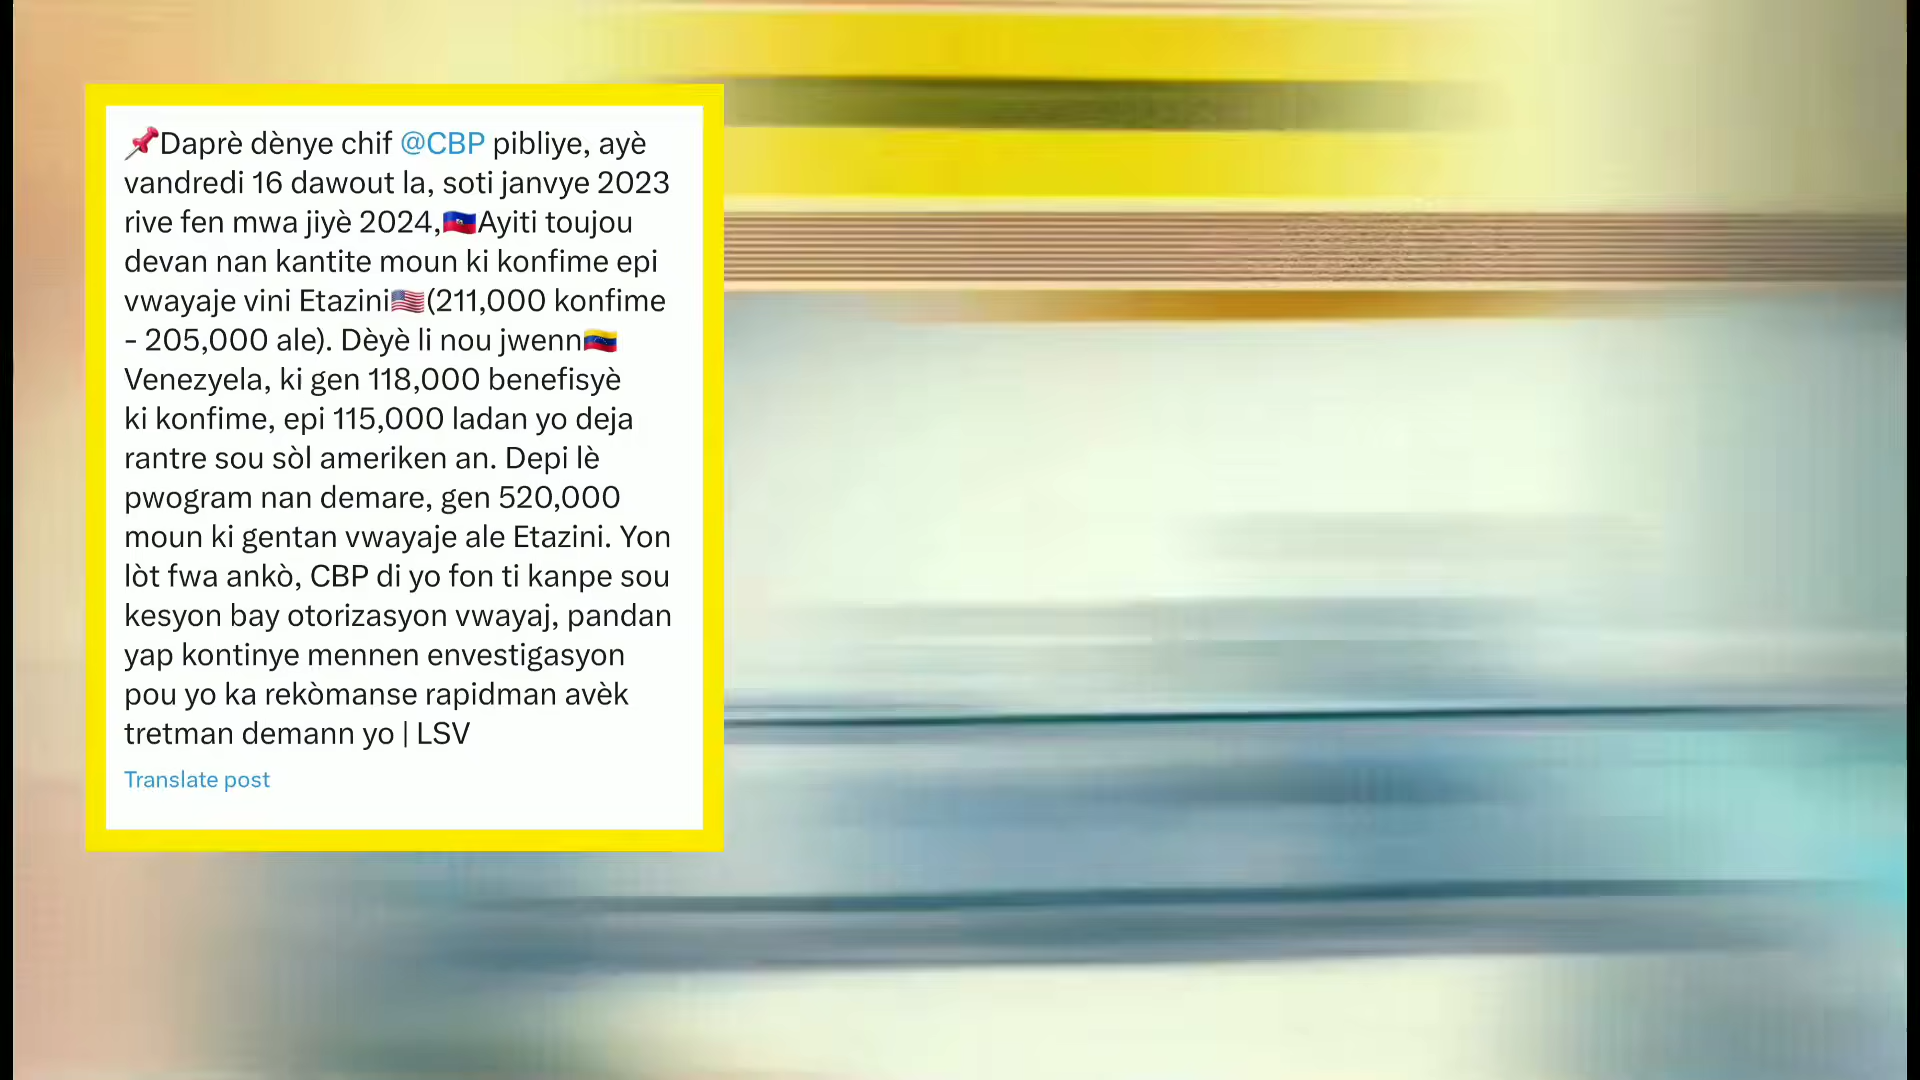 📌Daprè dènye chif @CBP pibliye, ayè
vandredi 16 dawout la, soti janvye 2023
rive fen mwa jiyè 2024,🇭🇹Ayiti toujou
devan nan kantite moun ki konfime epi
vwayaje vini Etazini🇺🇸(211,000 konfime
- 205,000 ale). Dèyè li nou jwenn🇻🇪
Venezyela, ki gen 118,000 benefisyè
ki konfime, epi 115,000 ladan yo deja
rantre sou sòl ameriken an. Depi lè
pwogram nan demare, gen 520,000
moun ki gentan vwayaje ale Etazini. Yon
lòt fwa ankò, CBP di yo fon ti kanpe sou
kesyon bay otorizasyon vwayaj, pandan
yap kontinye mennen envestigasyon
pou yo ka rekòmanse rapidman avèk
tretman demann yo | LSV
Translate post